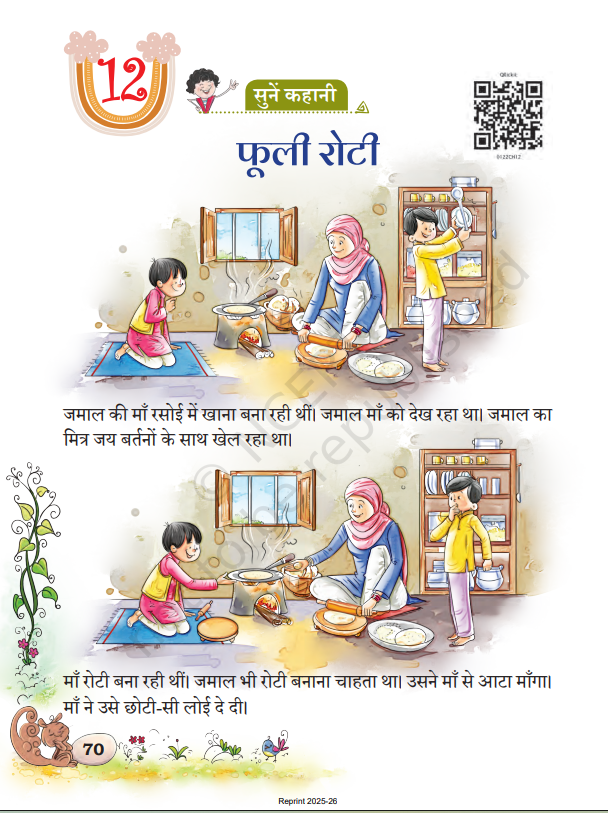 12
सुनें कहानी
QR0kk6
0122CH12
फूली रोटी
जमाल की माँ रसोई में खाना बना रही थीं। जमाल माँ को देख रहा था। जमाल का
मित्र जय बर्तनों के साथ खेल रहा था।
माँ रोटी बना रही थीं। जमाल भी रोटी बनाना चाहता था। उसने माँ से आटा माँगा।
माँ ने उसे छोटी-सी लोई दे दी।
70
Reprint 2025-26